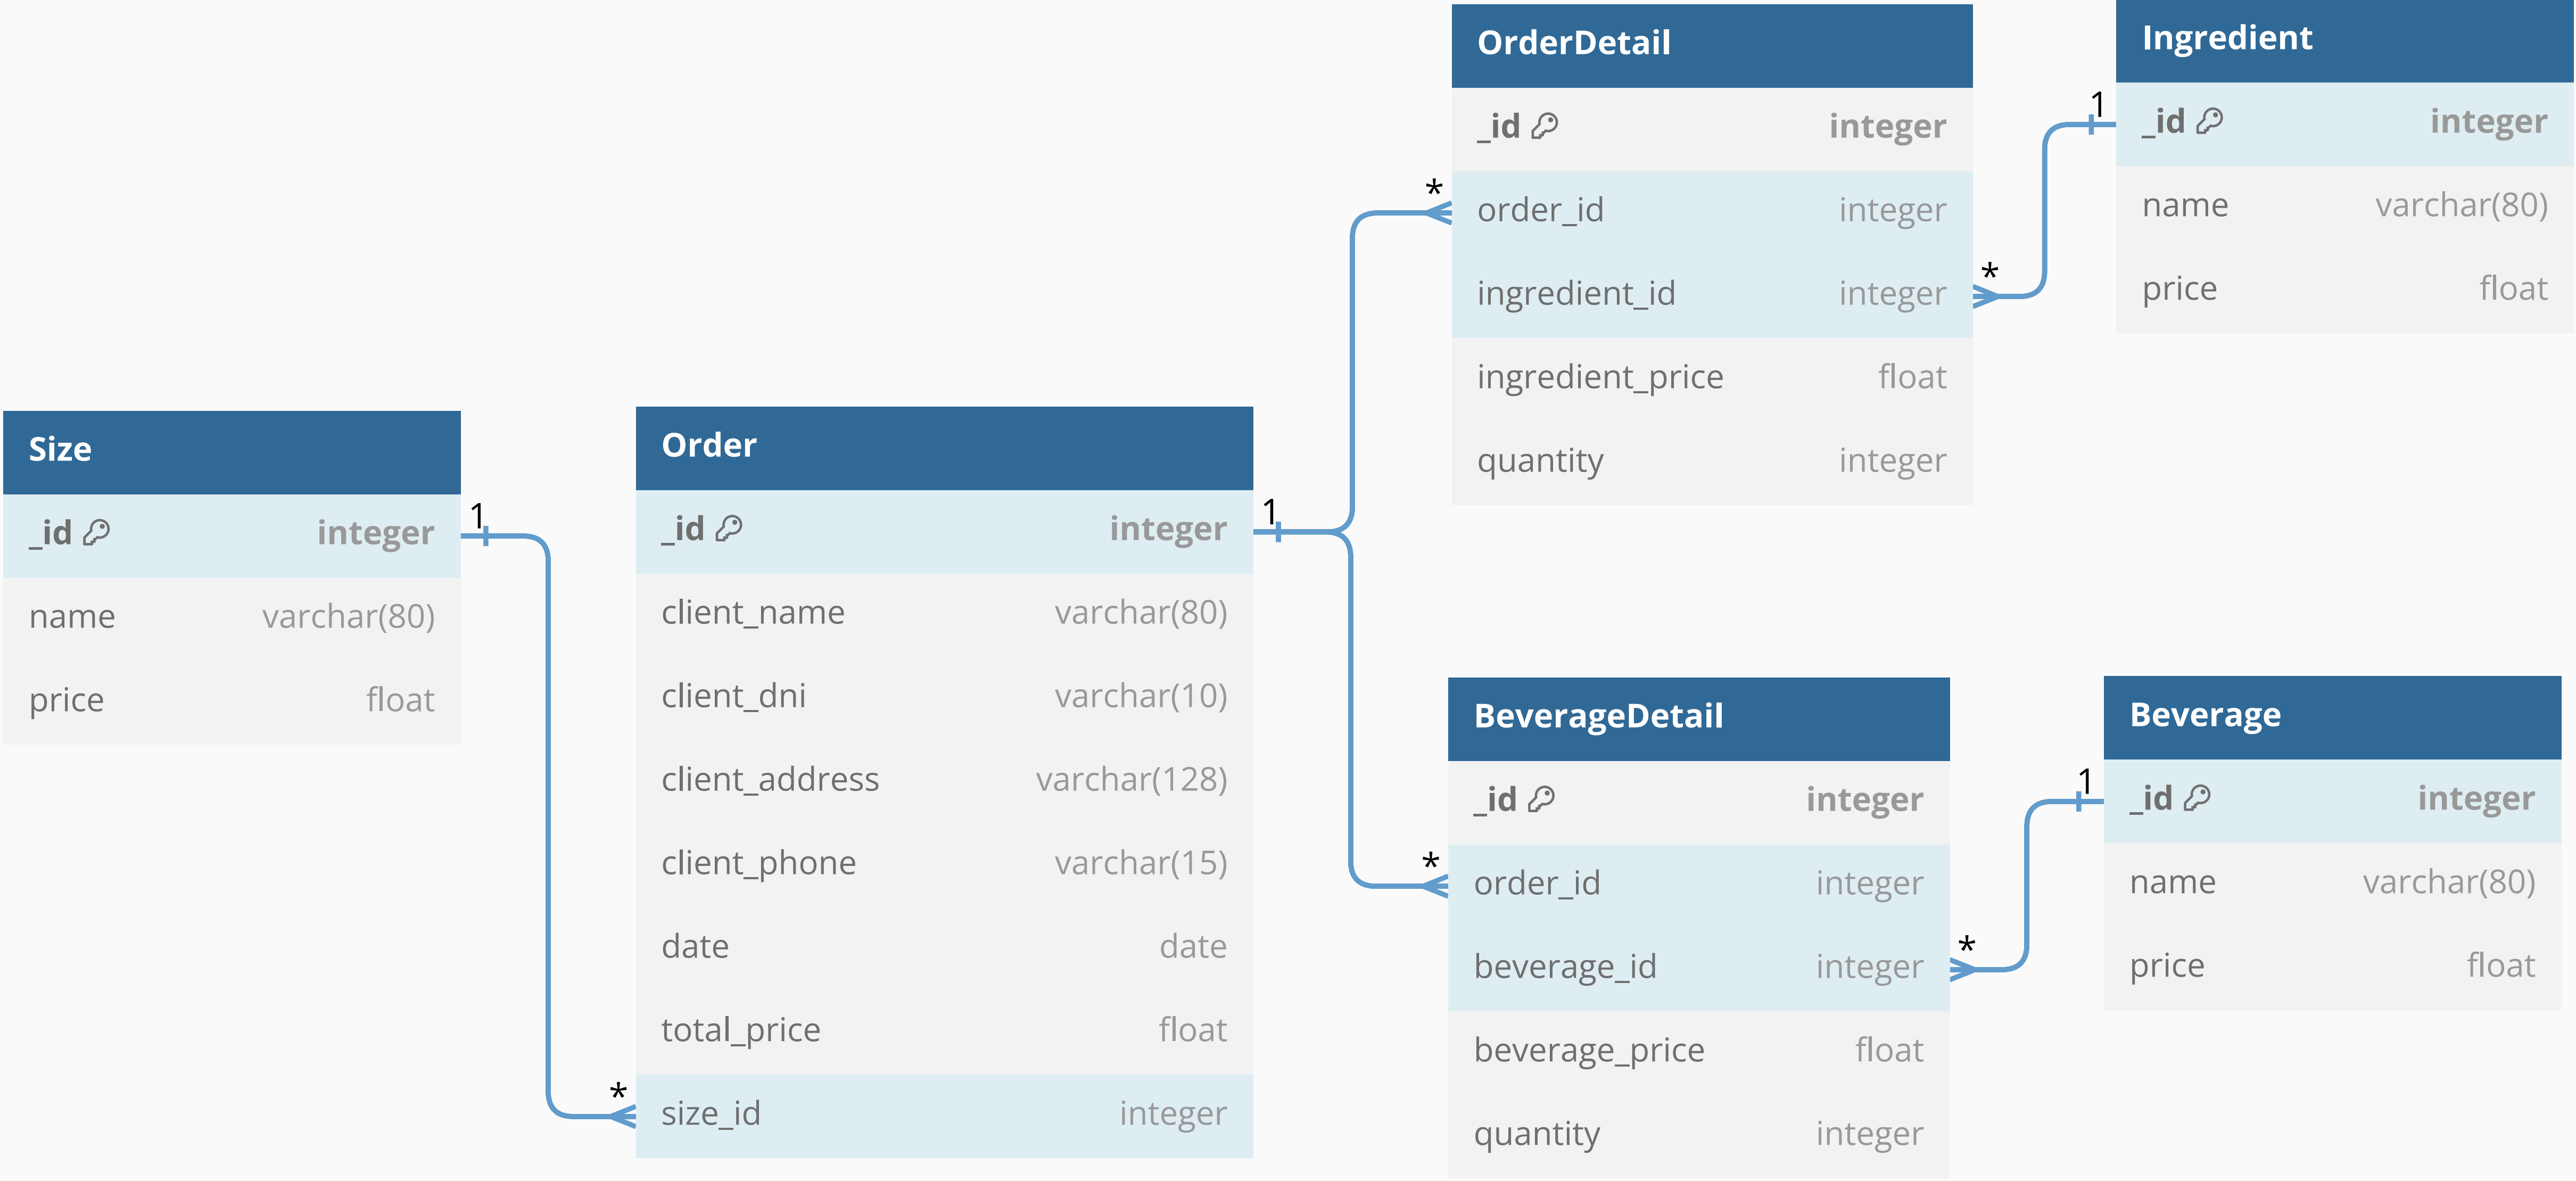 Size
_id integer
name varchar(80)
price float
1
*
Order
_id integer
client_name varchar(80)
client_dni varchar(10)
client_address varchar(128)
client_phone varchar(15)
date date
total_price float
size_id integer
1
*
*
OrderDetail
_id integer
order_id integer
ingredient_id integer
ingredient_price float
quantity integer
*
1
Ingredient
_id integer
name varchar(80)
price float
BeverageDetail
_id integer
order_id integer
beverage_id integer
beverage_price float
quantity integer
*
1
Beverage
_id integer
name varchar(80)
price float